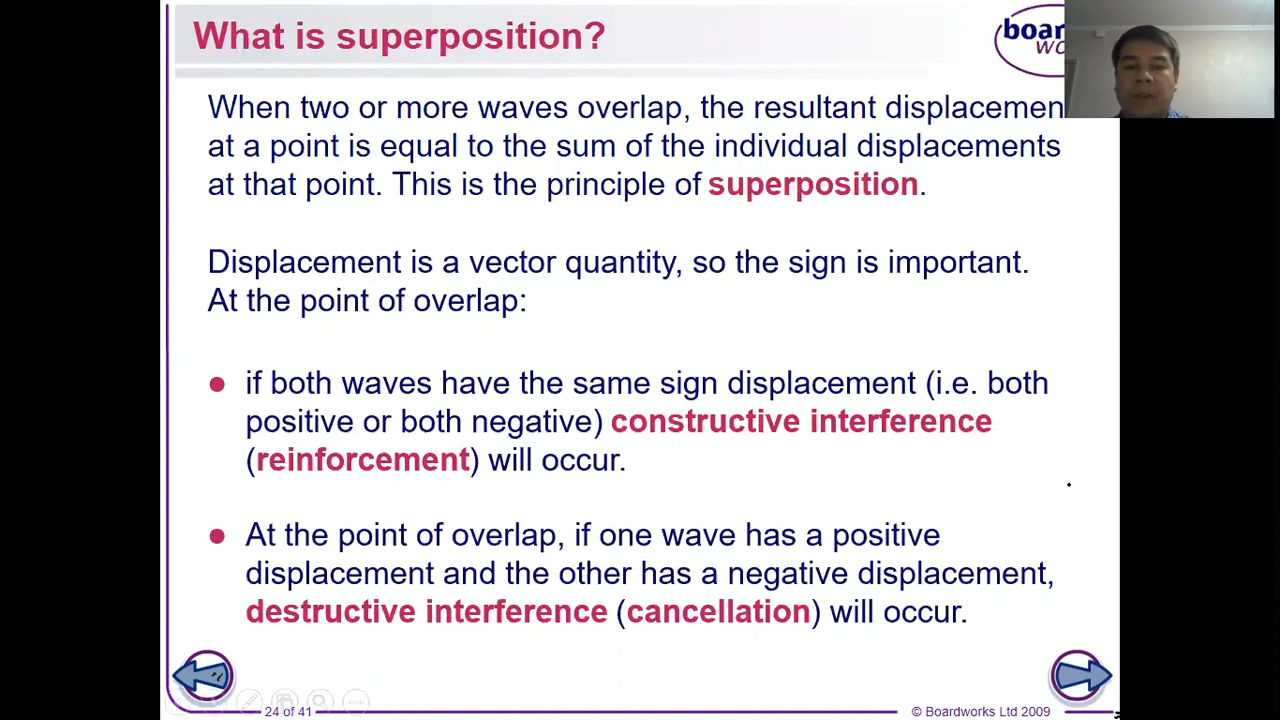 What is superposition?
board
wo
When two or more waves overlap, the resultant displacemen
at a point is equal to the sum of the individual displacements
at that point. This is the principle of superposition.
Displacement is a vector quantity, so the sign is important.
At the point of overlap:
if both waves have the same sign displacement (i.e. both
positive or both negative) constructive interference
(reinforcement) will occur.
At the point of overlap, if one wave has a positive
displacement and the other has a negative displacement,
destructive interference (cancellation) will occur.
24 of 41
© Boardworks Ltd 2009